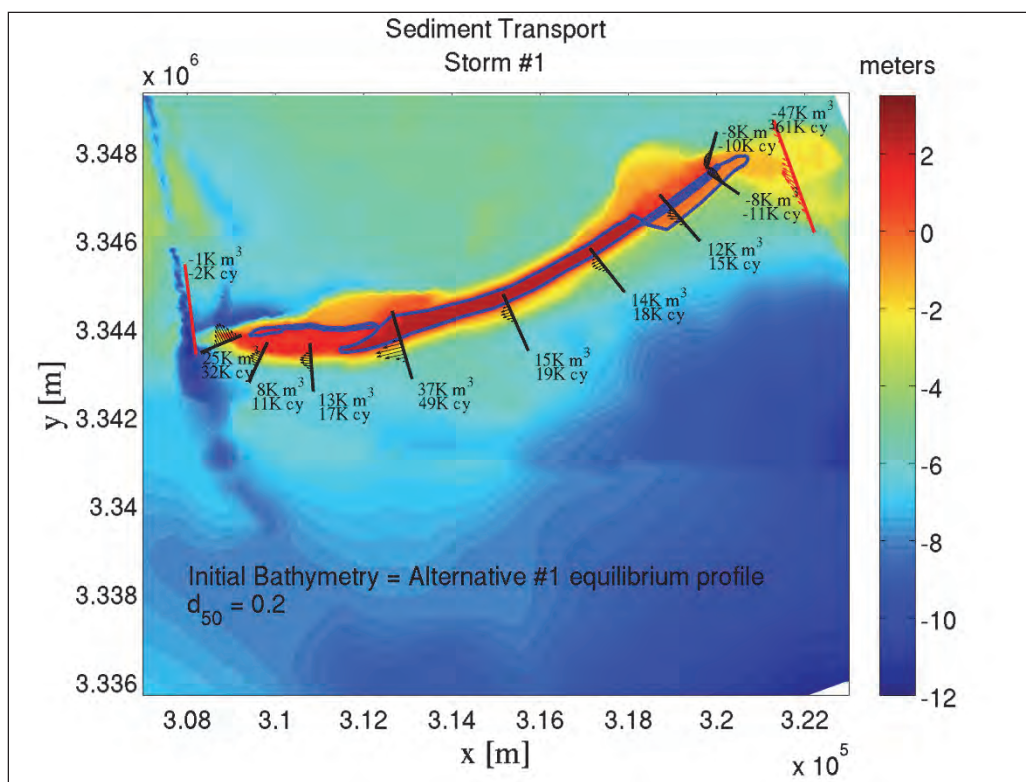 Sediment Transport
Storm #1
x 10^6
meters
3.348
3.346
3.344
3.342
3.34
3.338
3.336
y [m]
-47K m^3
-61K cy
-8K m^3
-10K cy
-8K m
-11K cy
12K m^3
15K cy
14K m^3
18K cy
15K m^3
19K cy
37K m^3
49K cy
13K m^3
17K cy
8K m^3
11K cy
25K m^3
32K cy
-1K m^3
-2K cy
Initial Bathymetry = Alternative #1 equilibrium profile
d_50 = 0.2
3.08
3.1
3.12
3.14
3.16
3.18
3.2
3.22
x [m]
x 10^5
2
0
-2
-4
-6
-8
-10
-12